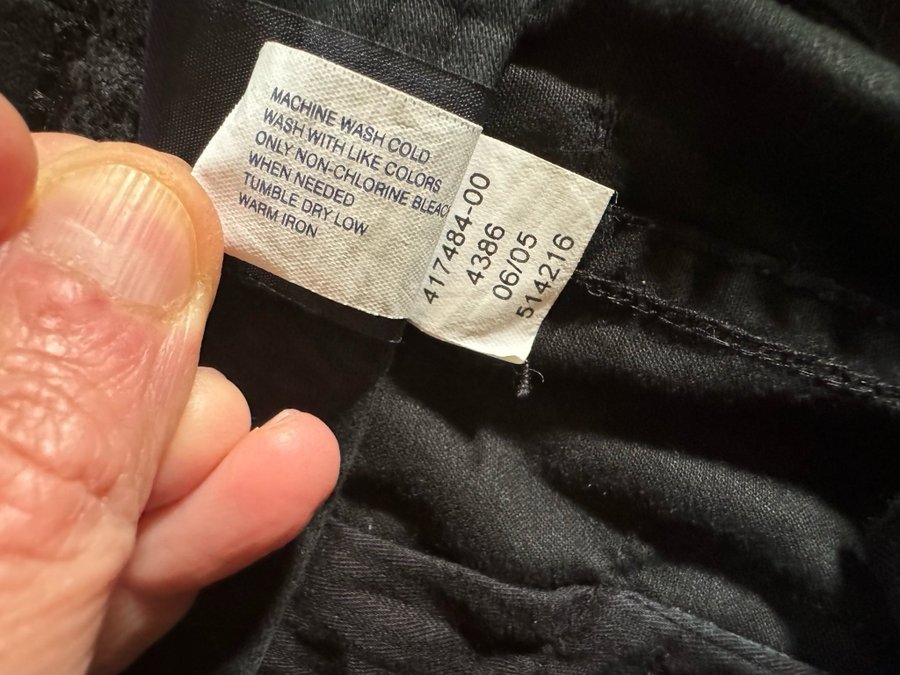 MACHINE WASH COLD
WASH WITH LIKE COLORS
ONLY NON-CHLORINE BLEAC
WHEN NEEDED
TUMBLE DRY LOW
WARM IRON
417484-00
4386
06/05
514216